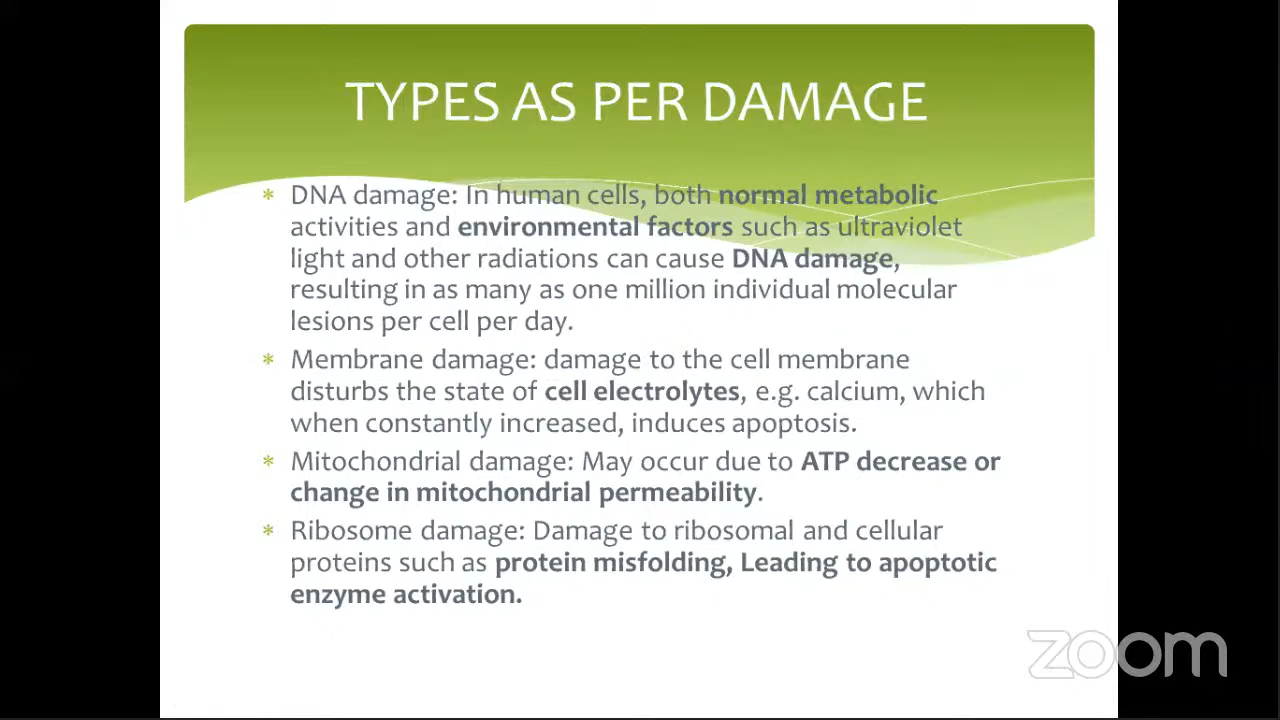 TYPES AS PER DAMAGE
* DNA damage: In human cells, both normal metabolic
activities and environmental factors such as ultraviolet
light and other radiations can cause DNA damage,
resulting in as many as one million individual molecular
lesions per cell per day.
* Membrane damage: damage to the cell membrane
disturbs the state of cell electrolytes, e.g. calcium, which
when constantly increased, induces apoptosis.
* Mitochondrial damage: May occur due to ATP decrease or
change in mitochondrial permeability.
* Ribosome damage: Damage to ribosomal and cellular
proteins such as protein misfolding, Leading to apoptotic
enzyme activation.
zoom